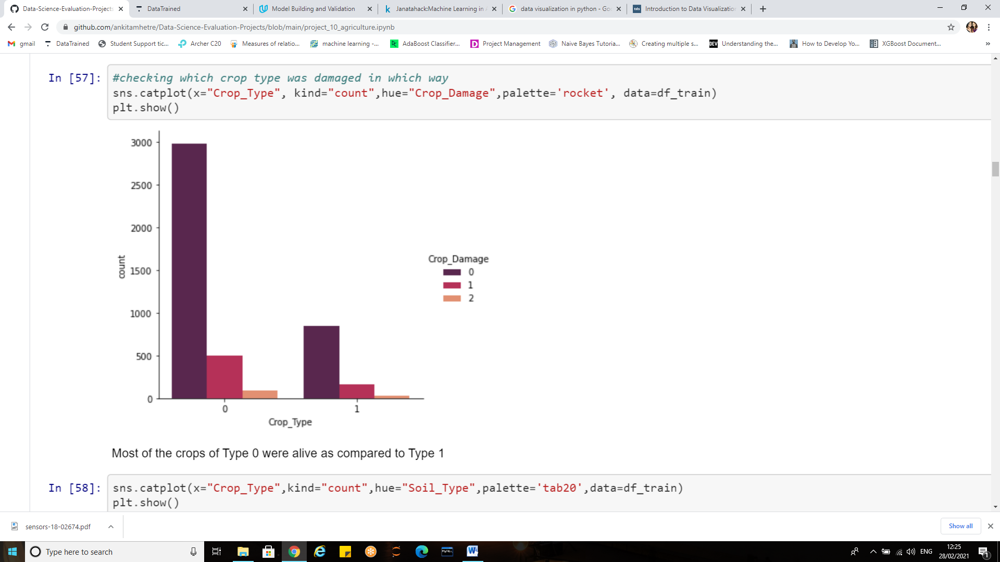 Data-Science-Evaluation-Projects
DataTrained
Model Building and Validation
Janatahack:Machine Learning in
data visualization in python - Go
Introduction to Data Visualizatio
github.com/ankitamhetre/Data-Science-Evaluation-Projects/blob/main/project_10_agriculture.ipynb
gmail
DataTrained
Student Support tic...
Archer C20
Measures of relatio...
machine learning -...
AdaBoost Classifier...
Project Management
Naive Bayes Tutoria...
Creating multiple s...
DEV
Understanding the...
How to Develop Yo...
XGBoost Document...
In [57]:
#checking which crop type was damaged in which way
sns.catplot(x="Crop_Type", kind="count",hue="Crop_Damage",palette='rocket', data=df_train)
plt.show()
3000
2500
2000
1500
1000
500
0
count
0
1
Crop_Type
Crop_Damage
0
1
2
Most of the crops of Type 0 were alive as compared to Type 1
In [58]:
sns.catplot(x="Crop_Type",kind="count",hue="Soil_Type",palette='tab20',data=df_train)
plt.show()
sensors-18-02674.pdf
Show all
Type here to search
ENG
12:25
28/02/2021
1